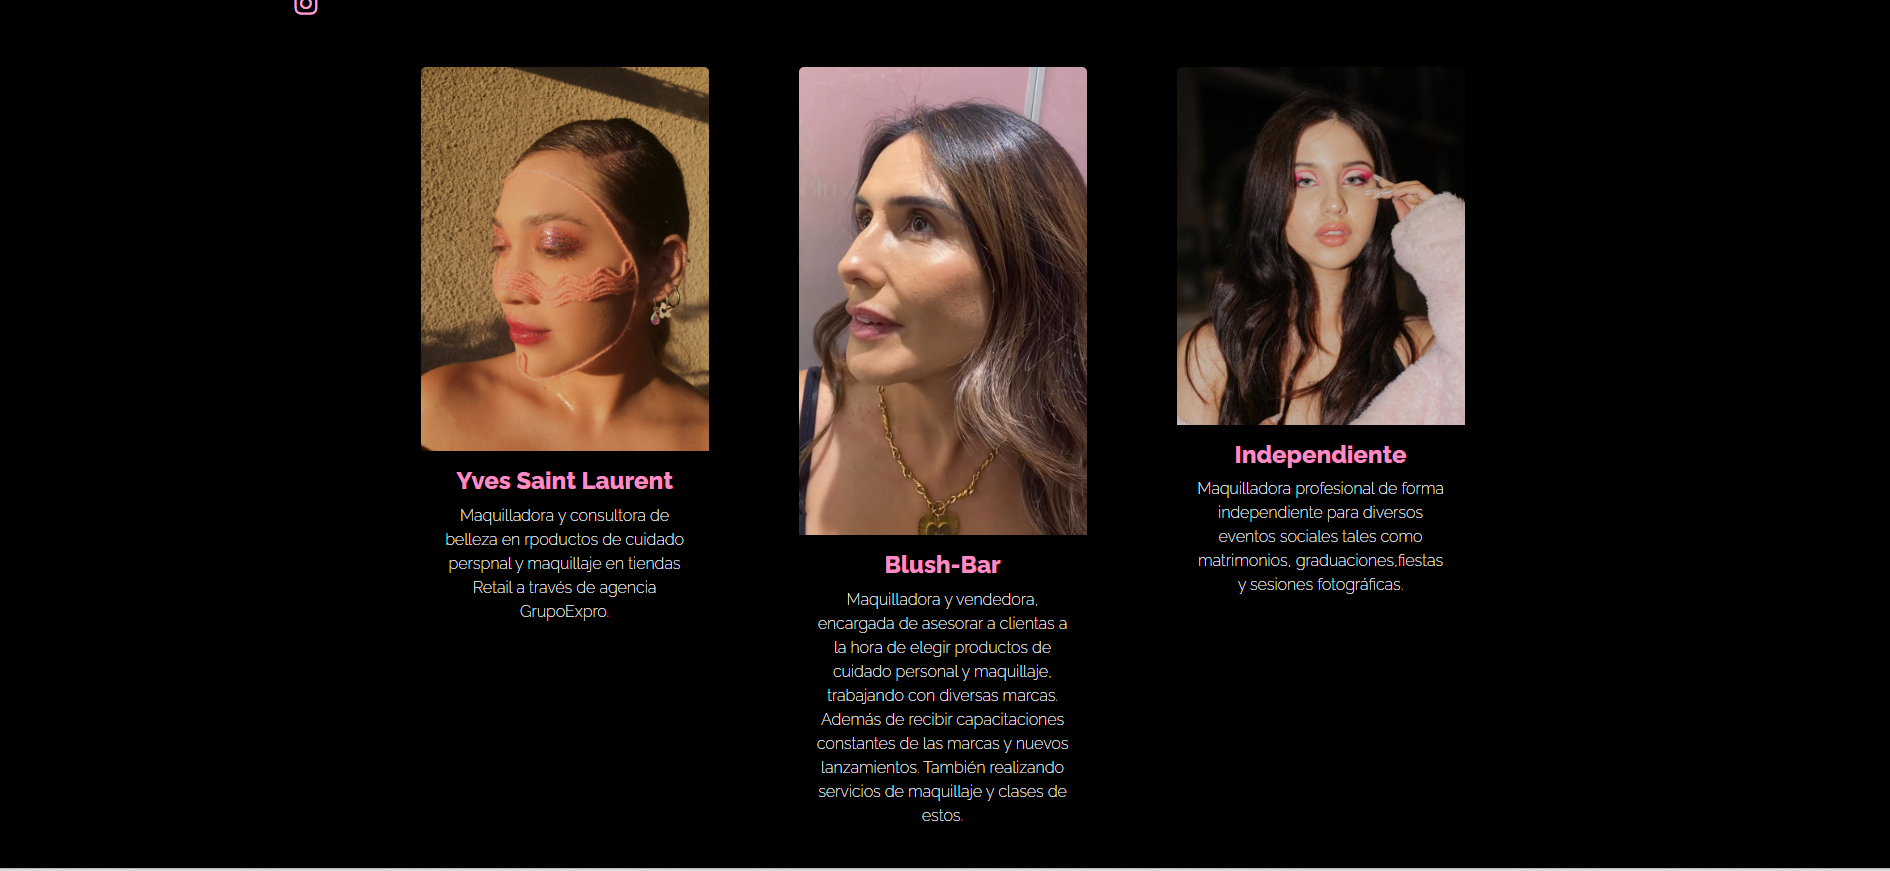 Yves Saint Laurent
Maquilladora y consultora de
belleza en rpoductos de cuidado
perspnal y maquillaje en tiendas
Retail a través de agencia
GrupoExpro.
Blush-Bar
Maquilladora y vendedora,
encargada de asesorar a clientas a
la hora de elegir productos de
cuidado personal y maquillaje,
trabajando con diversas marcas.
Además de recibir capacitaciones
constantes de las marcas y nuevos
lanzamientos. También realizando
servicios de maquillaje y clases de
estos.
Independiente
Maquilladora profesional de forma
independiente para diversos
eventos sociales tales como
matrimonios, graduaciones,fiestas
y sesiones fotográficas.